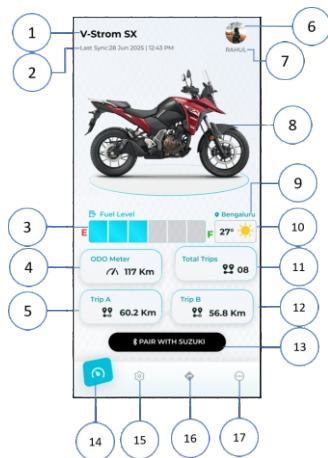 1
V-Strom SX
6
2
Last Sync:28 Jun 2025 | 12:43 PM
RAHUL
7
8
9
Fuel Level
Bengaluru
3
E
F
27°
10
ODO Meter
117 Km
4
Total Trips
08
11
Trip A
60.2 Km
5
Trip B
56.8 Km
12
PAIR WITH SUZUKI
13
14
15
16
17